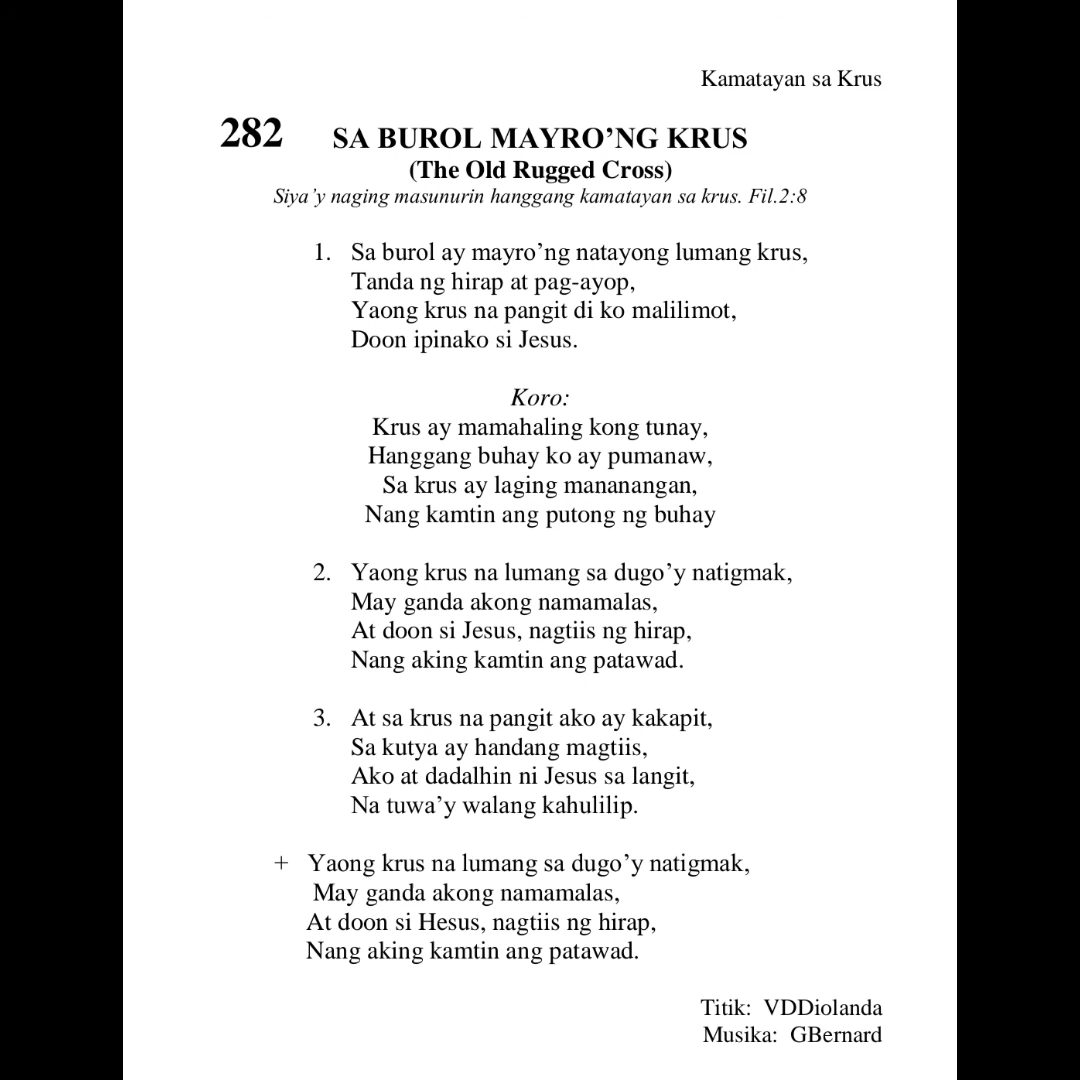 Kamatayan sa Krus
282 SA BUROL MAYRO’NG KRUS
(The Old Rugged Cross)
Siya’y naging masunurin hanggang kamatayan sa krus. Fil.2:8
1. Sa burol ay mayro’ng natayong lumang krus,
Tanda ng hirap at pag-ayop,
Yaong krus na pangit di ko malilimot,
Doon ipinako si Jesus.
Koro:
Krus ay mamahaling kong tunay,
Hanggang buhay ko ay pumanaw,
Sa krus ay laging mananangan,
Nang kamtin ang putong ng buhay
2. Yaong krus na lumang sa dugo’y natigmak,
May ganda akong namamalas,
At doon si Jesus, nagtiis ng hirap,
Nang aking kamtin ang patawad.
3. At sa krus na pangit ako ay kakapit,
Sa kutya ay handang magtiis,
Ako at dadalhin ni Jesus sa langit,
Na tuwa’y walang kahulilip.
+ Yaong krus na lumang sa dugo’y natigmak,
May ganda akong namamalas,
At doon si Hesus, nagtiis ng hirap,
Nang aking kamtin ang patawad.
Titik: VDDiolanda
Musika: GBernard